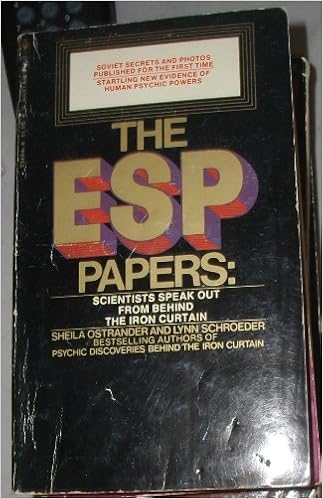 SOVIET SECRETS AND PHOTOS
PUBLISHED FOR THE FIRST TIME
STARTLING NEW EVIDENCE OF
HUMAN PSYCHIC POWERS
THE
ESP
PAPERS:
SCIENTISTS SPEAK OUT
FROM BEHIND
THE IRON CURTAIN
SHEILA OSTRANDER AND LYNN SCHROEDER
BESTSELLING AUTHORS OF
PSYCHIC DISCOVERIES BEHIND THE IRON CURTAIN